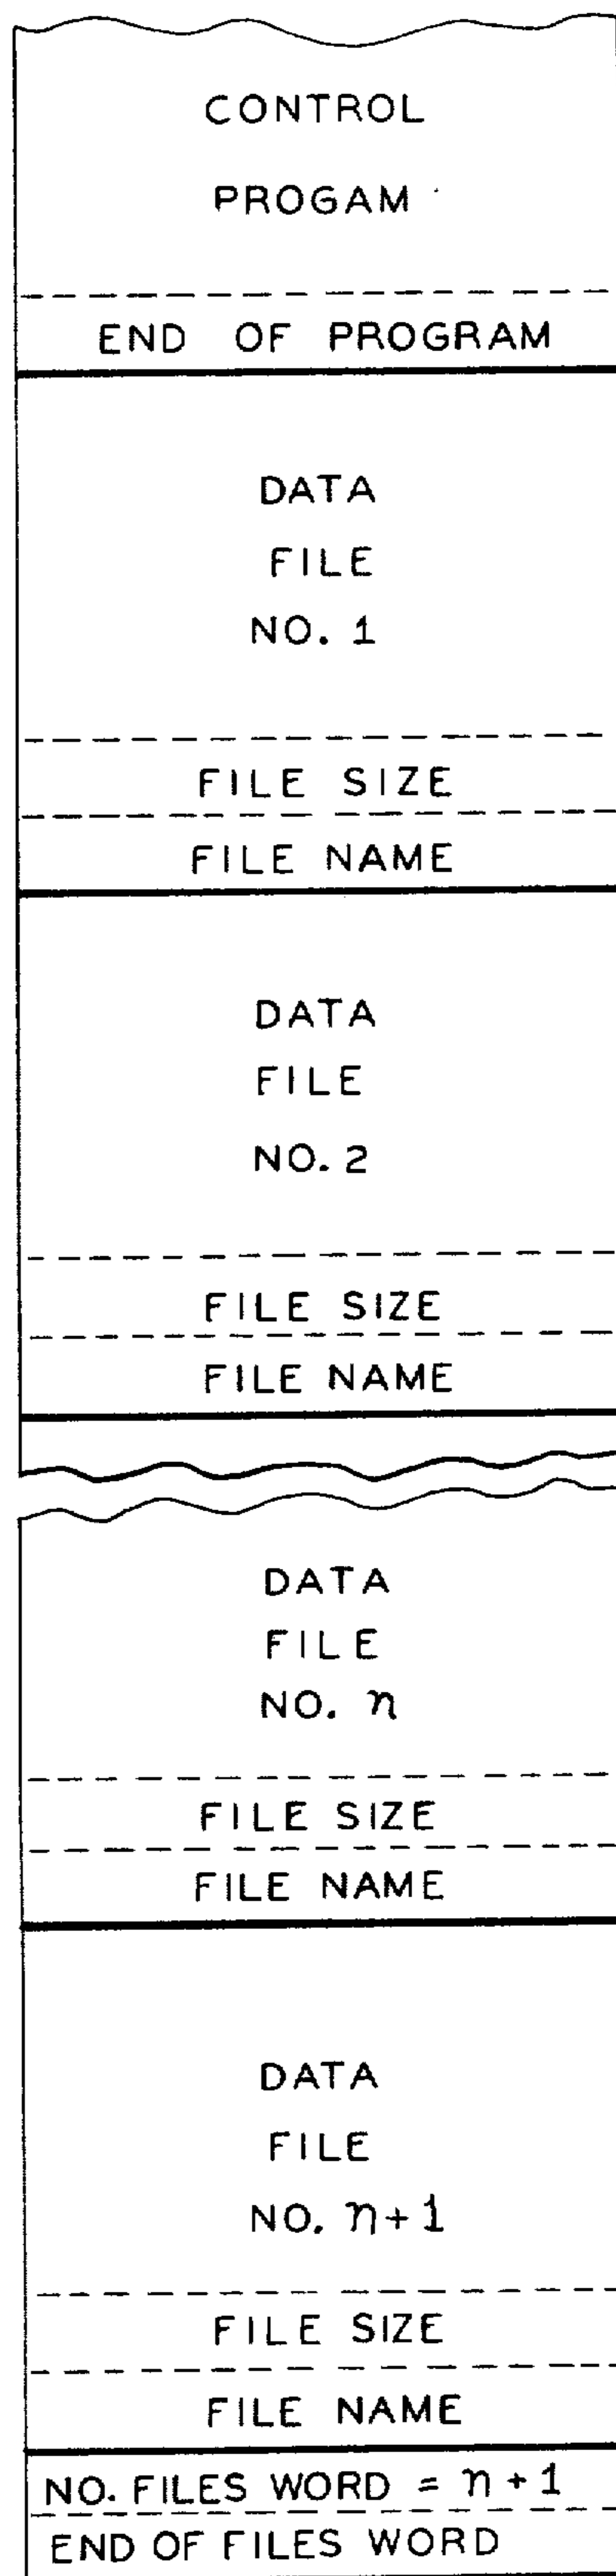 CONTROL
PROGAM
END OF PROGRAM
DATA
FILE
NO. 1
FILE SIZE
FILE NAME
DATA
FILE
NO. 2
FILE SIZE
FILE NAME
DATA
FILE
NO. n
FILE SIZE
FILE NAME
DATA
FILE
NO. n+1
FILE SIZE
FILE NAME
NO. FILES WORD = n+1
END OF FILES WORD